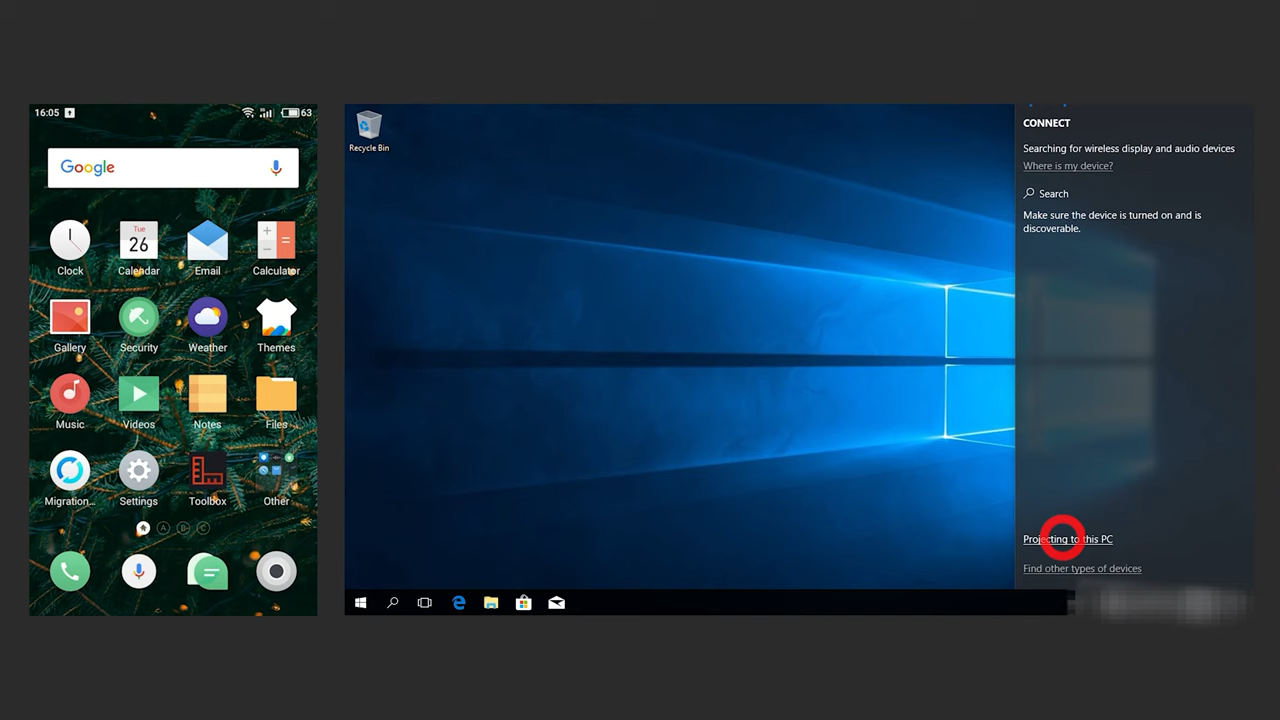 16:05
63
Google
Clock
Tue
26
Calendar
Email
Calculator
Gallery
Security
Weather
Themes
Music
Videos
Notes
Files
Migration...
Settings
Toolbox
Other
A
B
C
Recycle Bin
CONNECT
Searching for wireless display and audio devices
Where is my device?
Search
Make sure the device is turned on and is
discoverable.
Projecting to this PC
Find other types of devices